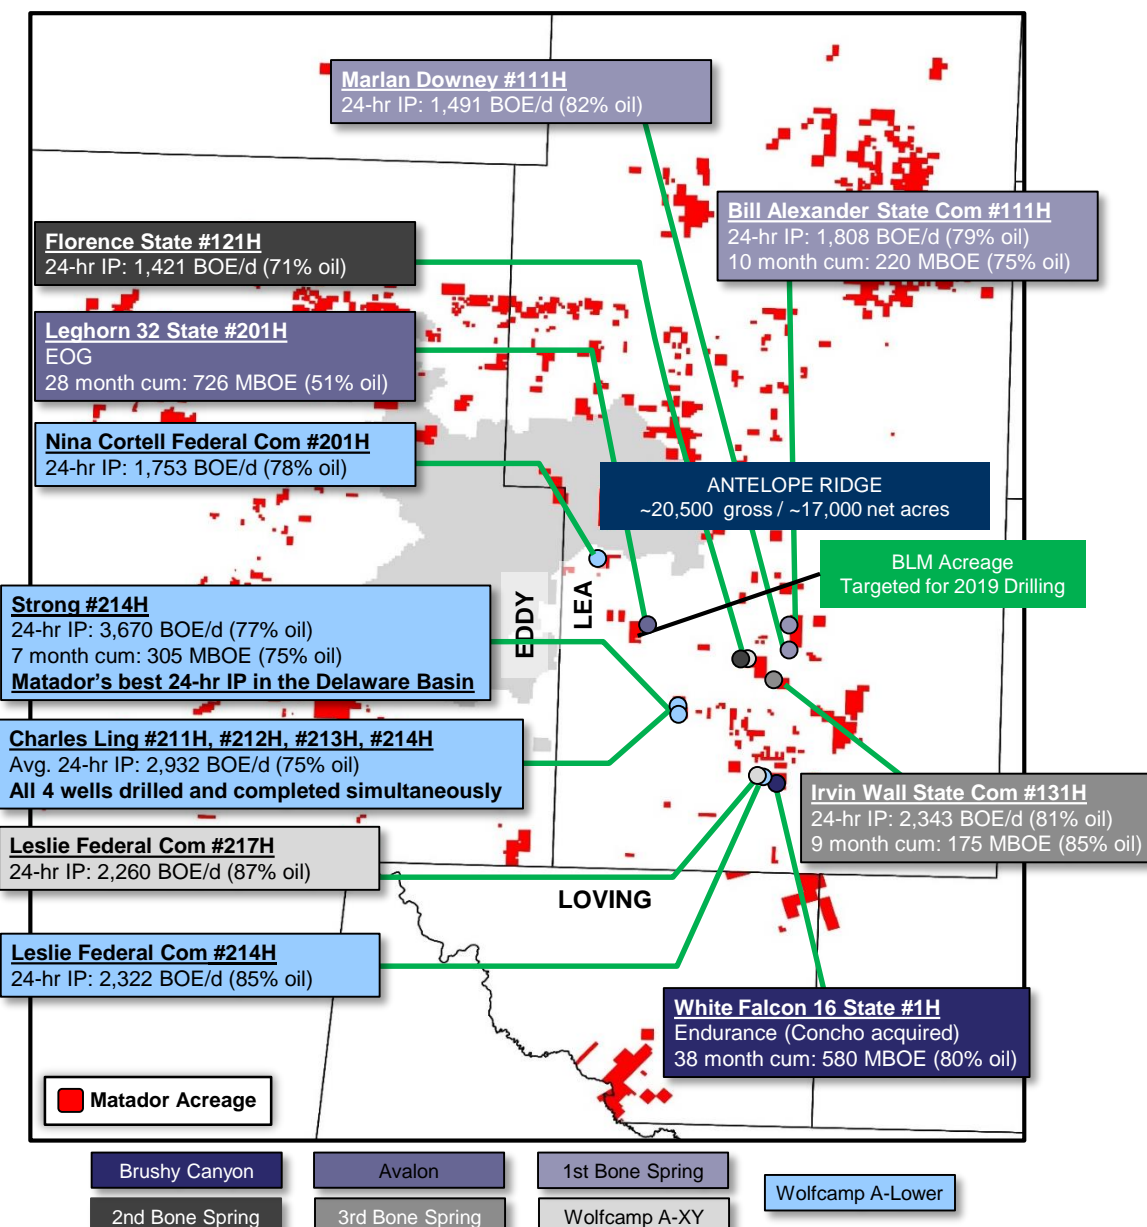 Marlan Downey #111H
24-hr IP: 1,491 BOE/d (82% oil)
Bill Alexander State Com #111H
24-hr IP: 1,808 BOE/d (79% oil)
10 month cum: 220 MBOE (75% oil)
Florence State #121H
24-hr IP: 1,421 BOE/d (71% oil)
Leghorn 32 State #201H
EOG
28 month cum: 726 MBOE (51% oil)
Nina Cortell Federal Com #201H
24-hr IP: 1,753 BOE/d (78% oil)
ANTELOPE RIDGE
~20,500 gross / ~17,000 net acres
BLM Acreage
Targeted for 2019 Drilling
EDDY
LEA
Strong #214H
24-hr IP: 3,670 BOE/d (77% oil)
7 month cum: 305 MBOE (75% oil)
Matador's best 24-hr IP in the Delaware Basin
Charles Ling #211H, #212H, #213H, #214H
Avg. 24-hr IP: 2,932 BOE/d (75% oil)
All 4 wells drilled and completed simultaneously
Irvin Wall State Com #131H
24-hr IP: 2,343 BOE/d (81% oil)
9 month cum: 175 MBOE (85% oil)
Leslie Federal Com #217H
24-hr IP: 2,260 BOE/d (87% oil)
LOVING
Leslie Federal Com #214H
24-hr IP: 2,322 BOE/d (85% oil)
White Falcon 16 State #1H
Endurance (Concho acquired)
38 month cum: 580 MBOE (80% oil)
Matador Acreage
Brushy Canyon
Avalon
1st Bone Spring
Wolfcamp A-Lower
2nd Bone Spring
3rd Bone Spring
Wolfcamp A-XY